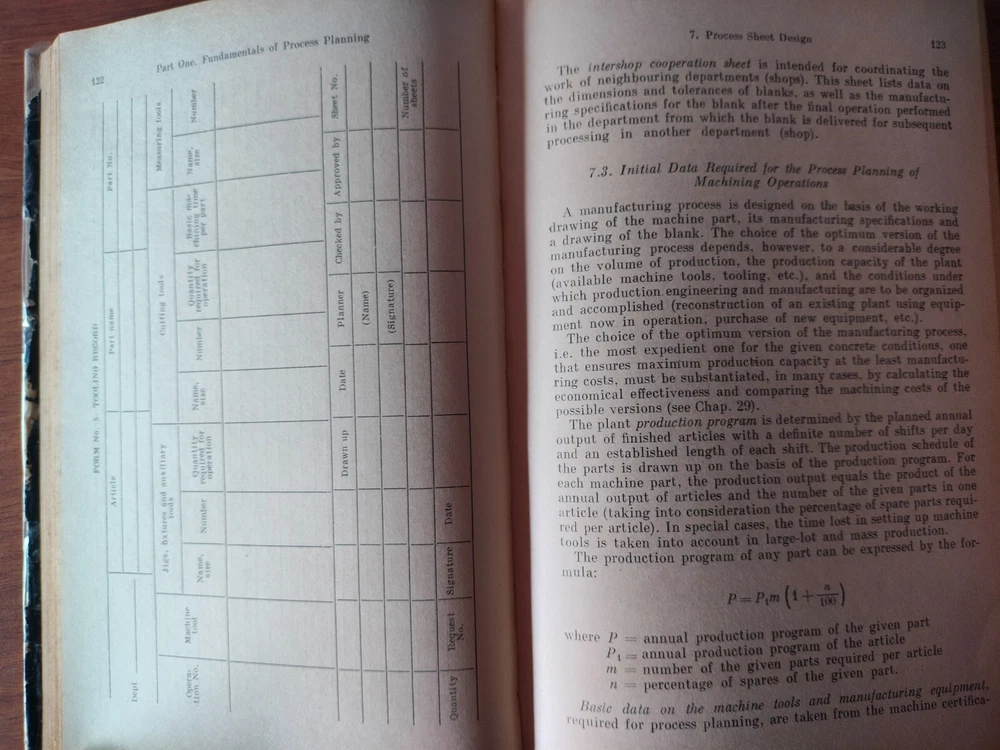 122
Part One. Fundamentals of Process Planning
FORM No. 5. TOOLING RECORD
Dept
Article
Part name
Part No.
Jigs, fixtures and auxiliary tools
Cutting tools
Measuring tools
Opera-
tion No.
Machine
tool
Name,
size
Number
Quantity
required for
operation
Name,
size
Number
Quantity
required for
operation
Basic ma-
chining time
per part
Name,
size
Number
Drawn up
Date
Planner
Checked by
Approved by
Sheet No.
(Name)
(Signature)
Number of
sheets
Quantity
Request
No.
Signature
Date
7. Process Sheet Design
123
The intershop cooperation sheet is intended for coordinating the
work of neighbouring departments (shops). This sheet lists data on
the dimensions and tolerances of blanks, as well as the manufactu-
ring specifications for the blank after the final operation performed
in the department from which the blank is delivered for subsequent
processing in another department (shop).
7.3. Initial Data Required for the Process Planning of
Machining Operations
A manufacturing process is designed on the basis of the working
drawing of the machine part, its manufacturing specifications and
a drawing of the blank. The choice of the optimum version of the
manufacturing process depends, however, to a considerable degree
on the volume of production, the production capacity of the plant
(available machine tools, tooling, etc.), and the conditions under
which production engineering and manufacturing are to be organized
and accomplished (reconstruction of an existing plant using equip-
ment now in operation, purchase of new equipment, etc.).
The choice of the optimum version of the manufacturing process,
i.e. the most expedient one for the given concrete conditions, one
that ensures maximum production capacity at the least manufactu-
ring costs, must be substantiated, in many cases, by calculating the
economical effectiveness and comparing the machining costs of the
possible versions (see Chap. 29).
The plant production program is determined by the planned annual
output of finished articles with a definite number of shifts per day
and an established length of each shift. The production schedule of
the parts is drawn up on the basis of the production program. For
each machine part, the production output equals the product of the
annual output of articles and the number of the given parts in one
article (taking into consideration the percentage of spare parts requi-
red per article). In special cases, the time lost in setting up machine
tools is taken into account in large-lot and mass production.
The production program of any part can be expressed by the for-
mula:
P = P₁m (1 + n/100)
where P = annual production program of the given part
P₁ = annual production program of the article
m = number of the given parts required per article
n = percentage of spares of the given part.
Basic data on the machine tools and manufacturing equipment,
required for process planning, are taken from the machine certifica-